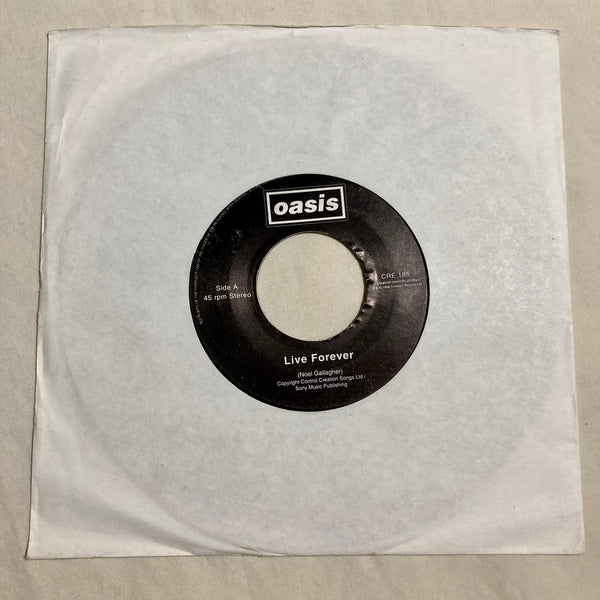 oasis
Side A
45 rpm Stereo
CRE 185
Live Forever
(Noel Gallagher)
Copyright Control Creation Songs Ltd /
Sony Music Publishing